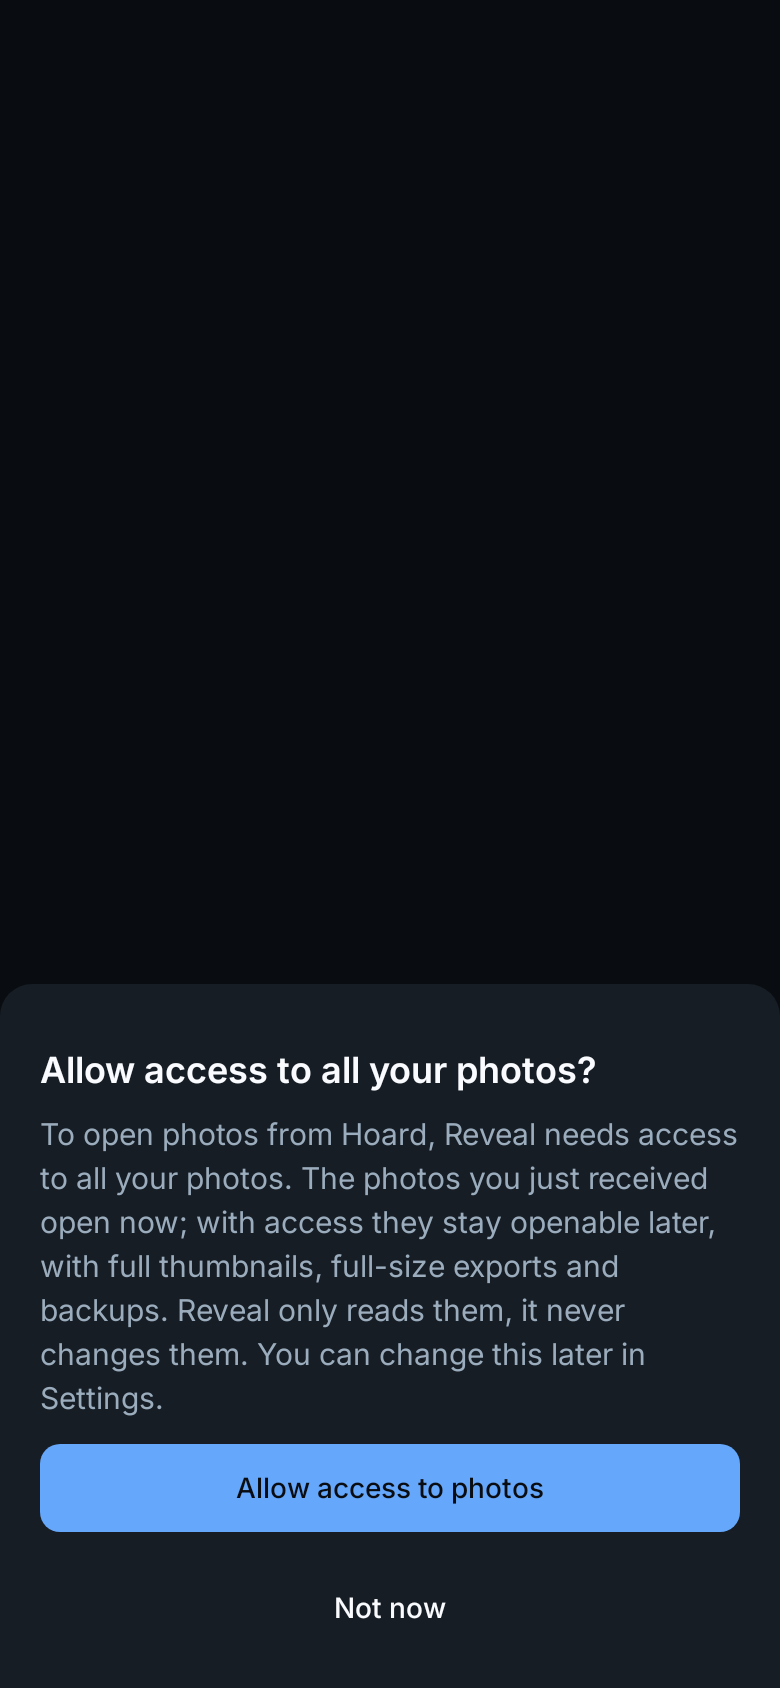 Allow access to all your photos?
To open photos from Hoard, Reveal needs access
to all your photos. The photos you just received
open now; with access they stay openable later,
with full thumbnails, full-size exports and
backups. Reveal only reads them, it never
changes them. You can change this later in
Settings.
Allow access to photos
Not now